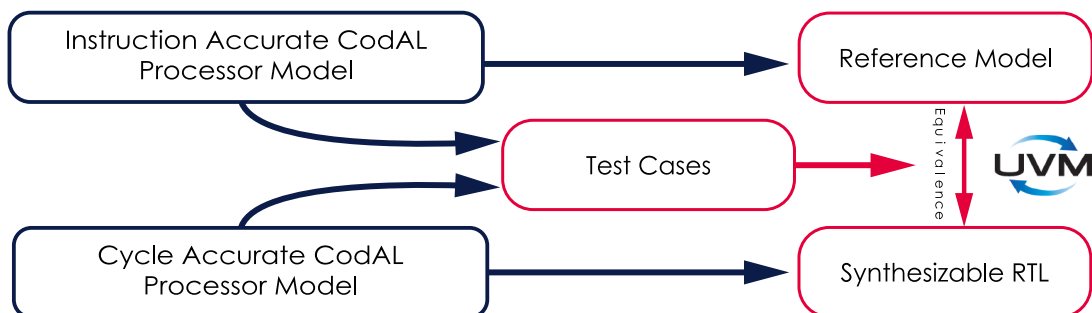 Instruction Accurate CodAL
Processor Model
Reference Model
Test Cases
Equivalence
UVM
Cycle Accurate CodAL
Processor Model
Synthesizable RTL